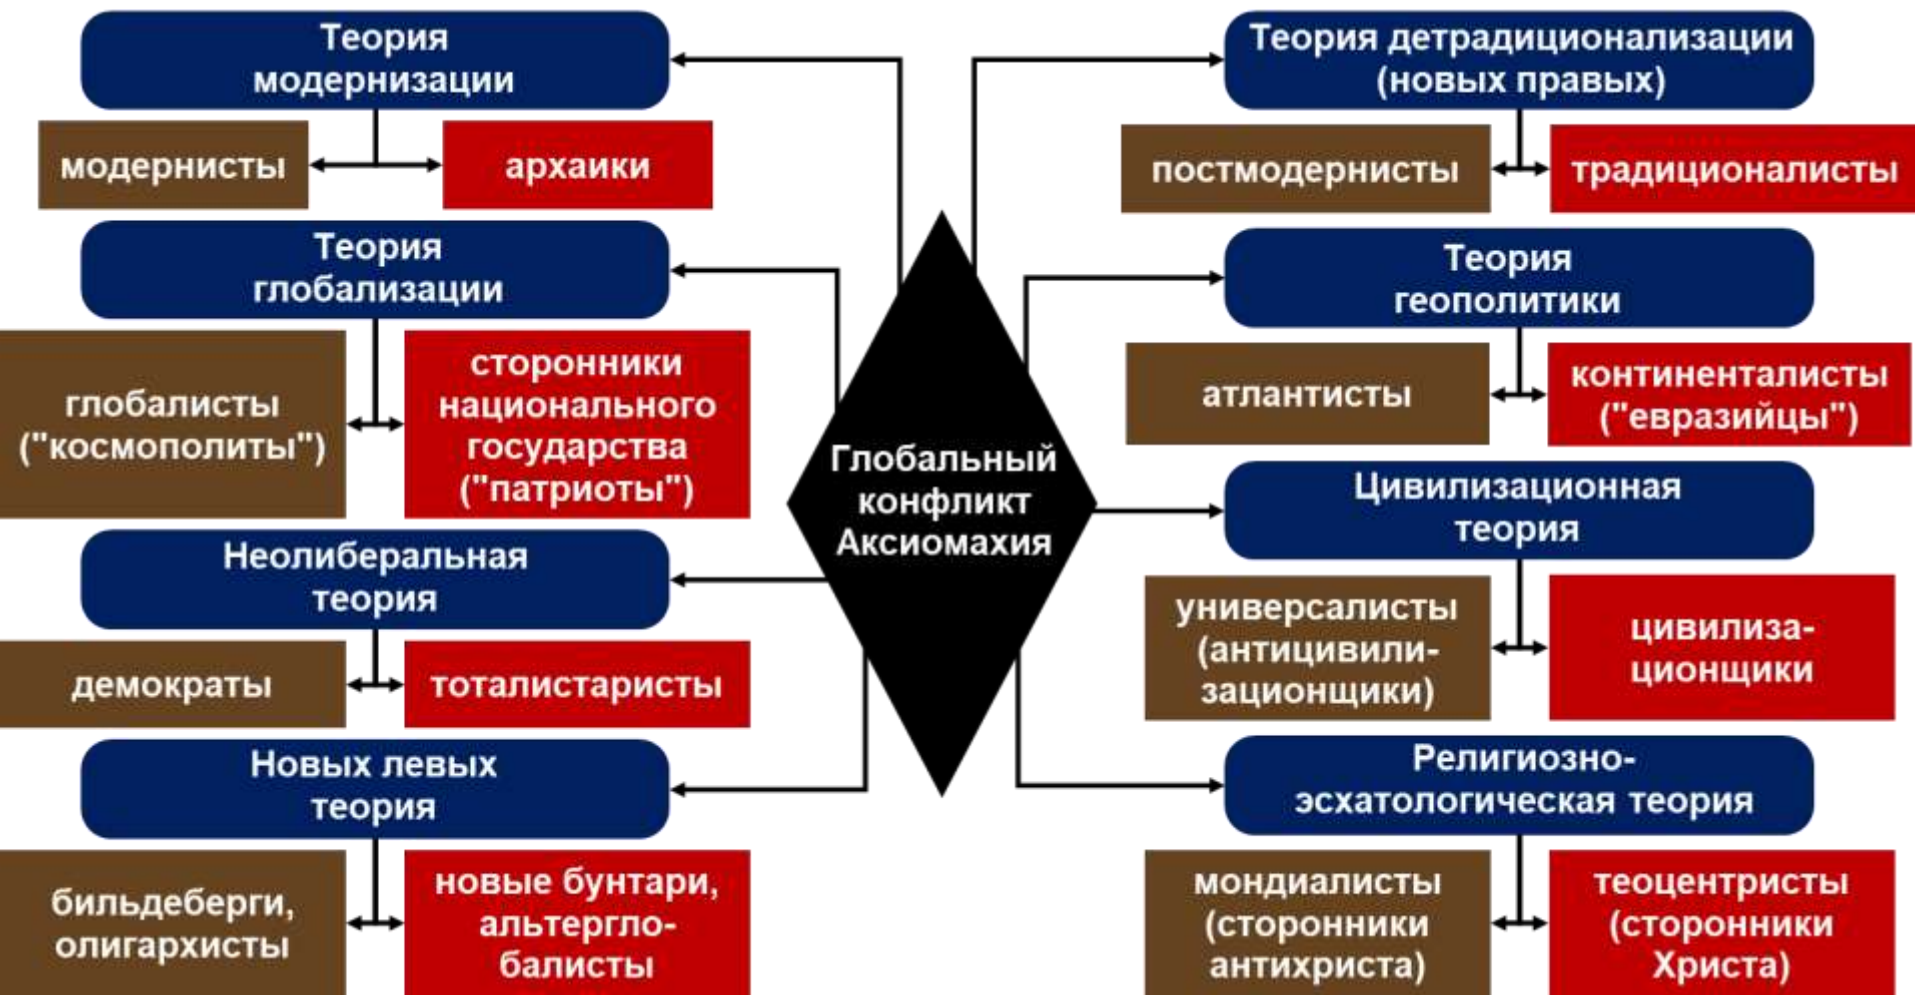 Теория
модернизации
модернисты
архаики
Теория
глобализации
глобалисты
("космополиты")
сторонники
национального
государства
("патриоты")
Неолиберальная
теория
демократы
тоталистаристы
Новых левых
теория
бильдеберги,
олигархисты
новые бунтари,
альтергло-
балисты
Глобальный
конфликт
Аксиомахия
Теория детрадиционализации
(новых правых)
постмодернисты
традиционалисты
Теория
геополитики
атлантисты
континенталисты
("евразийцы")
Цивилизационная
теория
универсалисты
(антицивили-
зационщики)
цивилиза-
ционщики
Религиозно-
эсхатологическая теория
мондиалисты
(сторонники
антихриста)
теоцентристы
(сторонники
Христа)